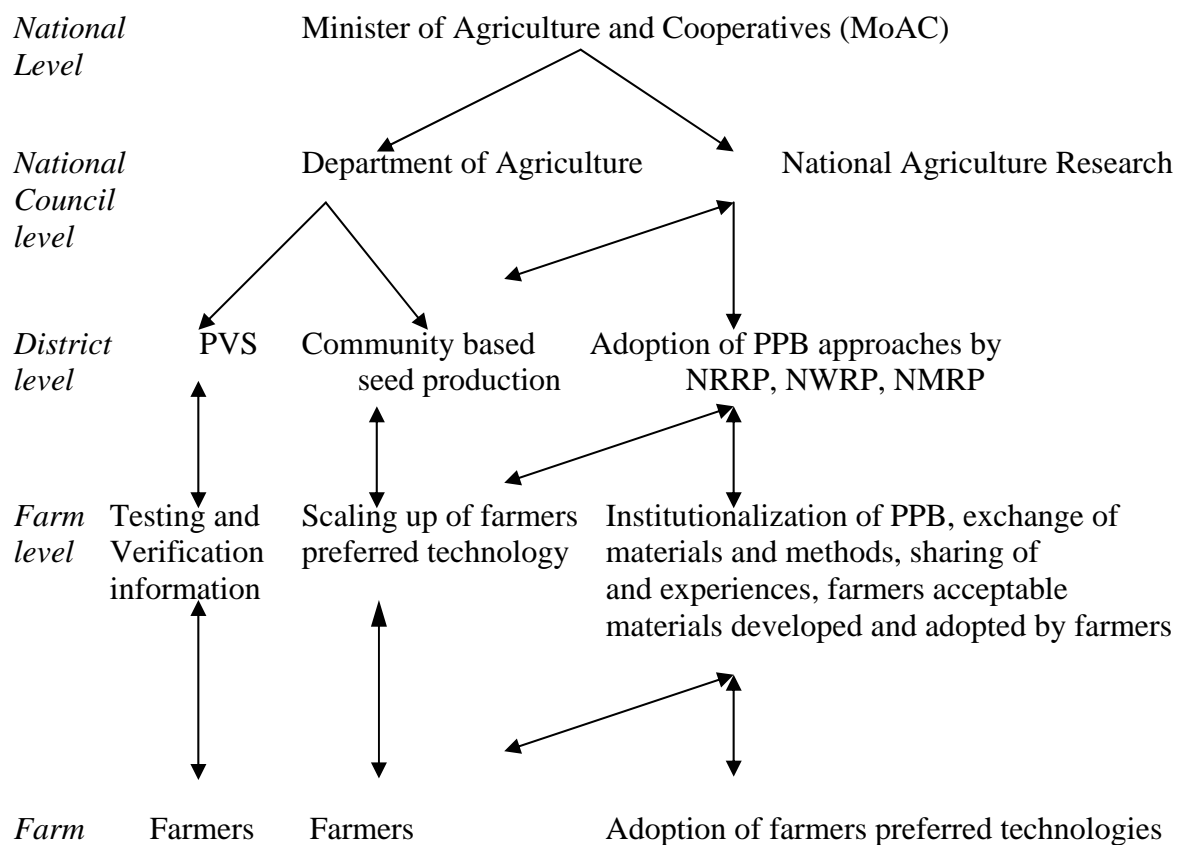 National Minister of Agriculture and Cooperatives (MoAC)
Level
National Department of Agriculture National Agriculture Research
Council
level
District PVS Community based Adoption of PPB approaches by
level seed production NRRP, NWRP, NMRP
Farm Testing and Scaling up of farmers Institutionalization of PPB, exchange of
level Verification preferred technology materials and methods, sharing of
information and experiences, farmers acceptable
materials developed and adopted by farmers
Farm Farmers Farmers Adoption of farmers preferred technologies